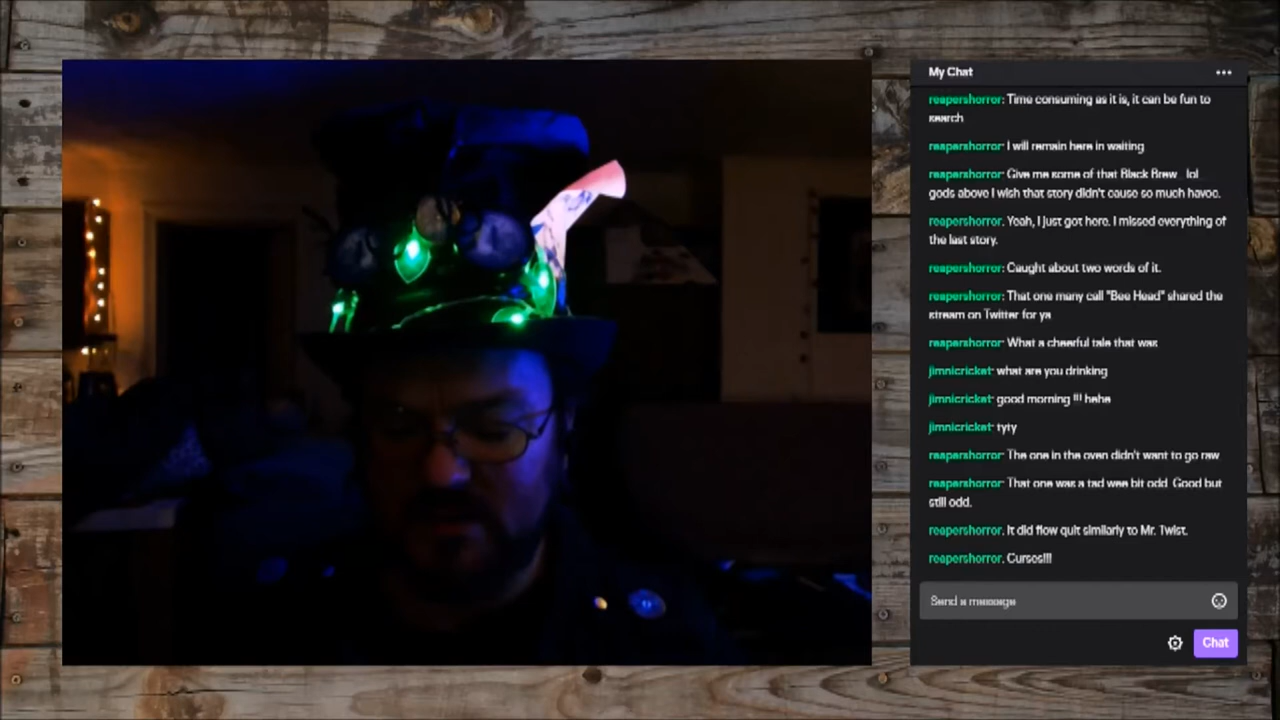 My Chat
reapershorror: Time consuming as it is, it can be fun to
search
reapershorror: I will remain here in waiting
reapershorror: Give me some of that Black Brew... lol
gods above I wish that story didn't cause so much havoc.
reapershorror: Yeah, I just got here. I missed everything of
the last story.
reapershorror: Caught about two words of it.
reapershorror: That one many call "Bee Head" shared the
stream on Twitter for ya
reapershorror: What a cheerful tale that was
jimnicricket: what are you drinking
jimnicricket: good morning !!! hehe
jimnicricket: tyty
reapershorror: The one in the oven didn't want to go raw
reapershorror: That one was a tad wee bit odd. Good but
still odd.
reapershorror: It did flow quit similarly to Mr. Twist.
reapershorror: Curses!!!
Send a message
Chat